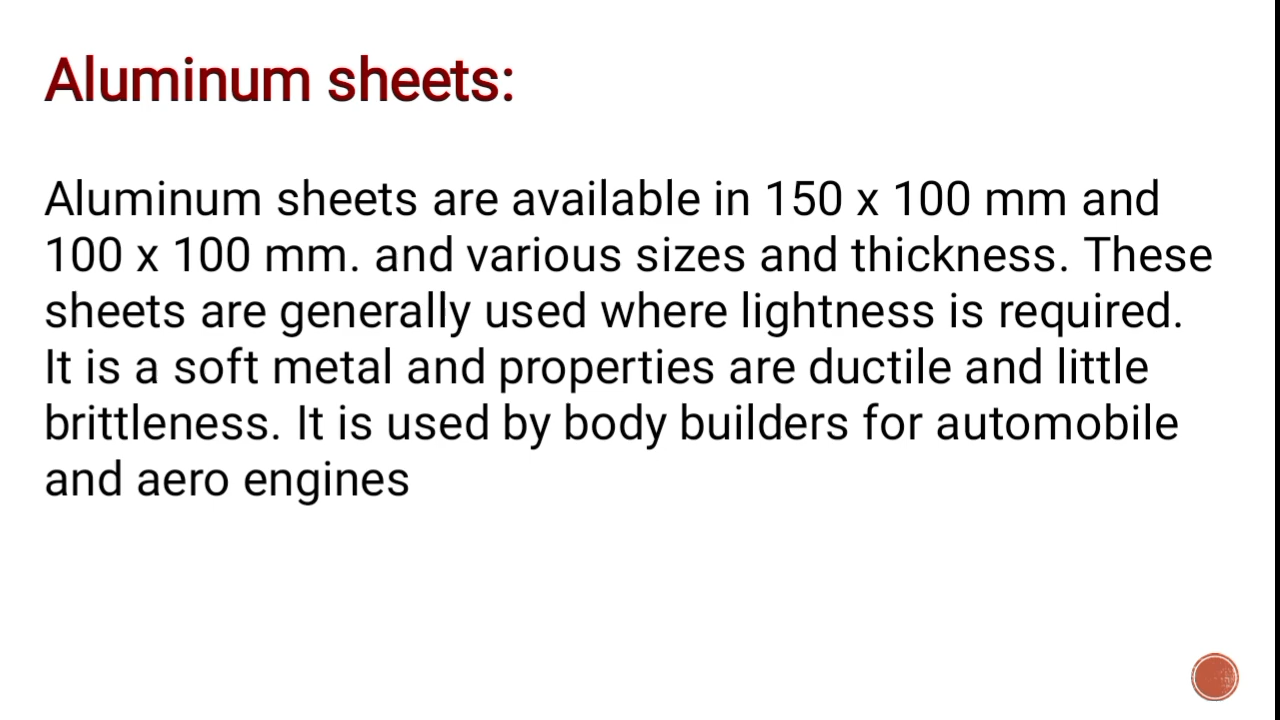 Aluminum sheets:
Aluminum sheets are available in 150 x 100 mm and
100 x 100 mm. and various sizes and thickness. These
sheets are generally used where lightness is required.
It is a soft metal and properties are ductile and little
brittleness. It is used by body builders for automobile
and aero engines